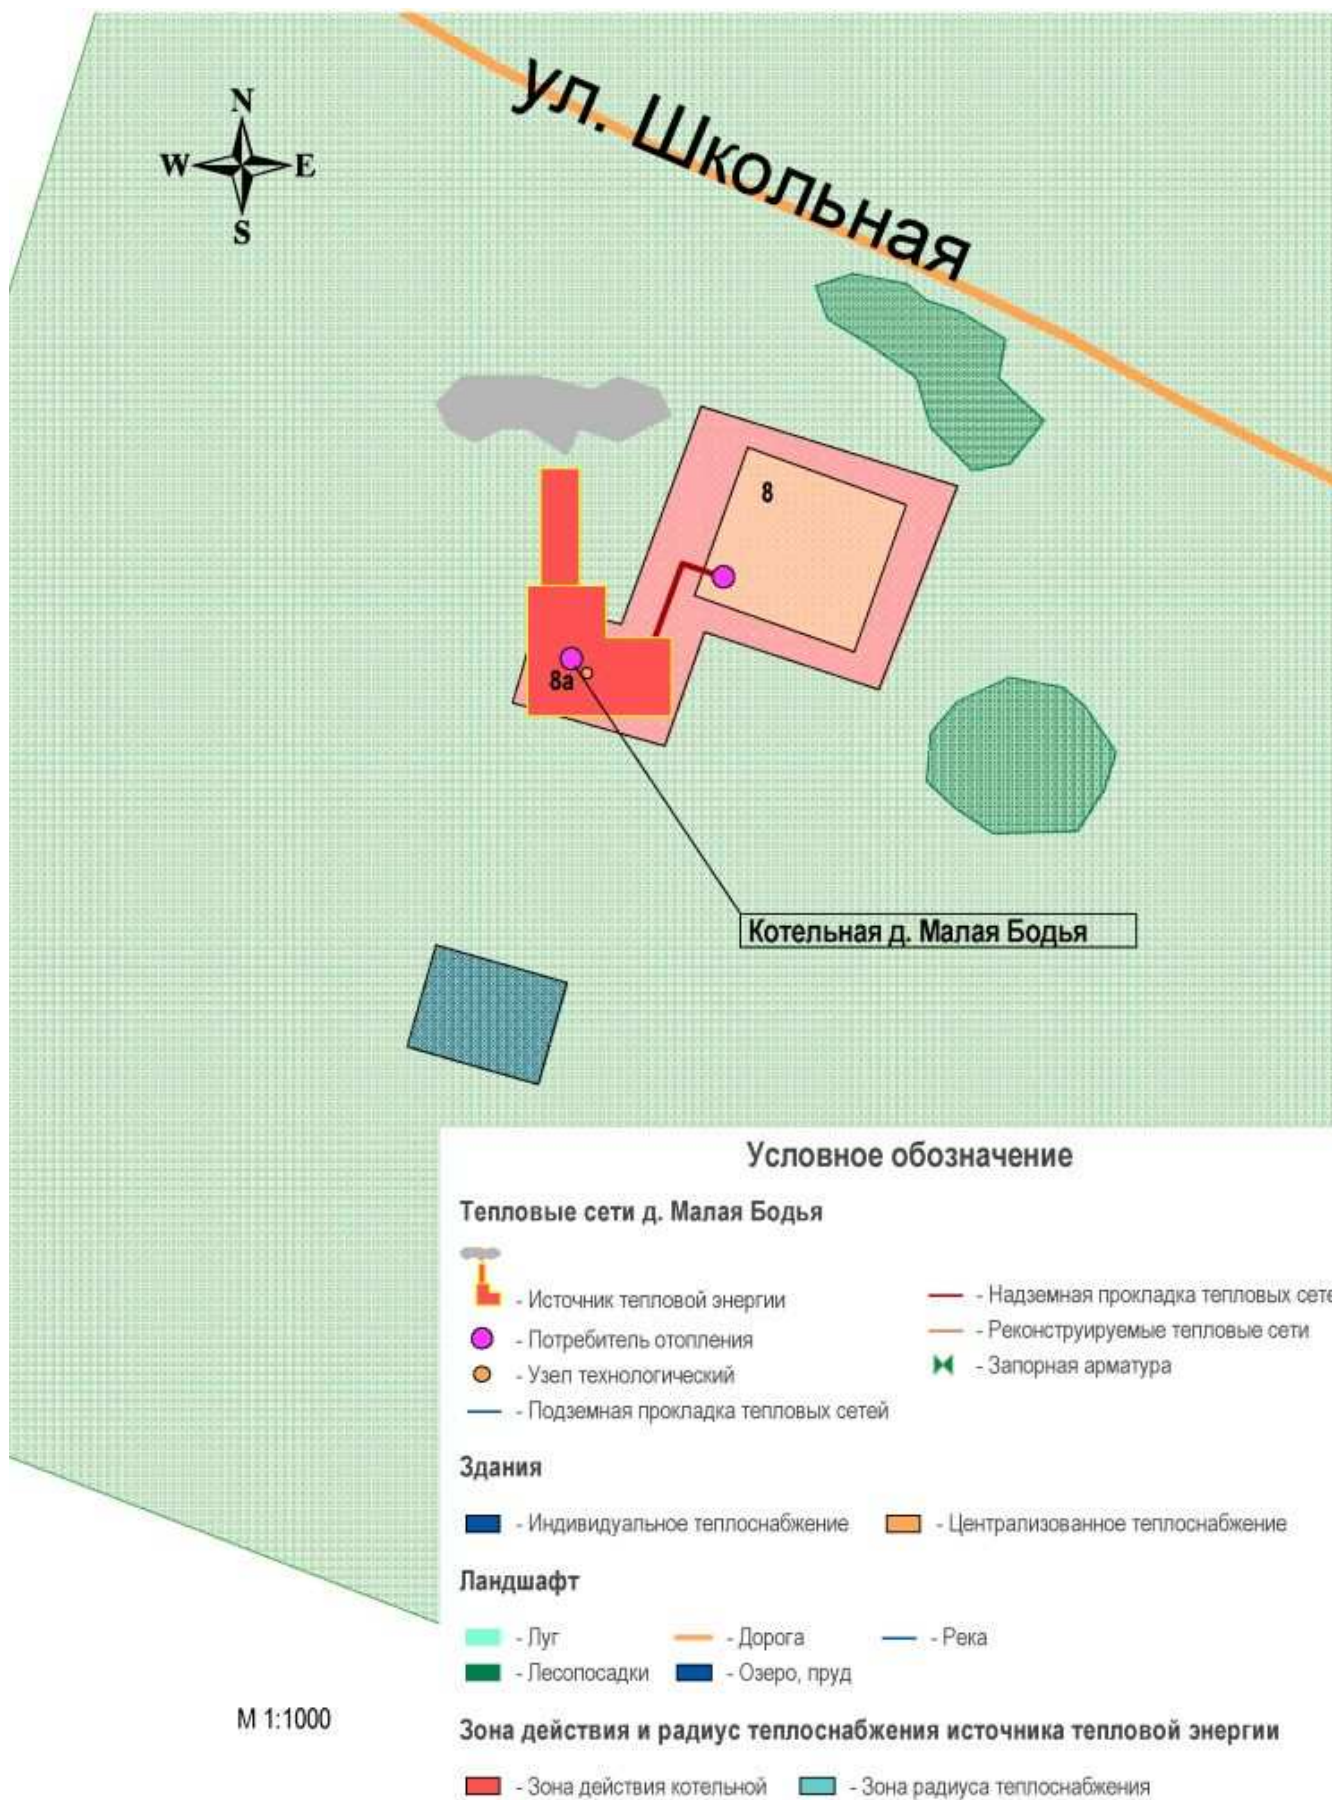 ул. Школьная
N
W E
S
8
8а
Котельная д. Малая Бодья
Условное обозначение
Тепловые сети д. Малая Бодья
- Источник тепловой энергии
- Надземная прокладка тепловых сете
- Потребитель отопления
- Реконструируемые тепловые сети
- Узел технологический
- Запорная арматура
- Подземная прокладка тепловых сетей
Здания
- Индивидуальное теплоснабжение
- Централизованное теплоснабжение
Ландшафт
- Луг
- Дорога
- Река
- Лесопосадки
- Озеро, пруд
М 1:1000
Зона действия и радиус теплоснабжения источника тепловой энергии
- Зона действия котельной
- Зона радиуса теплоснабжения